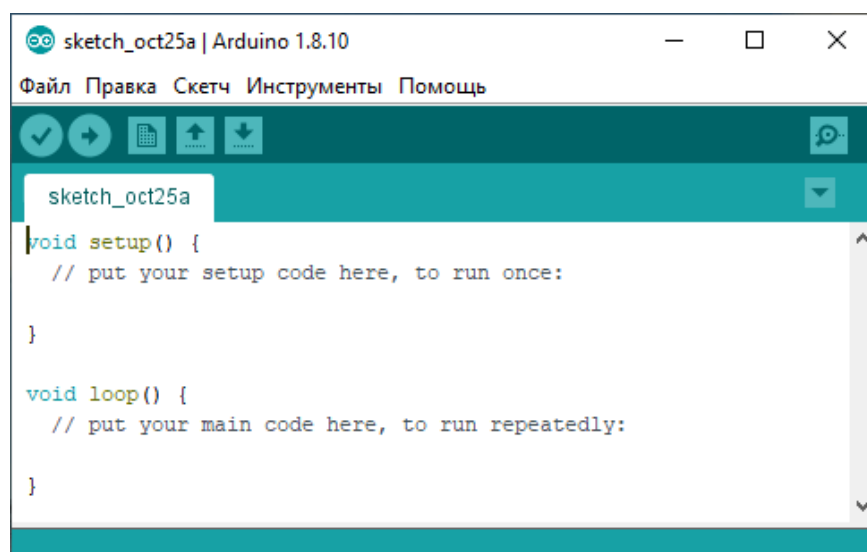 sketch_oct25a | Arduino 1.8.10
Файл Правка Скетч Инструменты Помощь
sketch_oct25a
void setup() {
  // put your setup code here, to run once:
}
void loop() {
  // put your main code here, to run repeatedly:
}